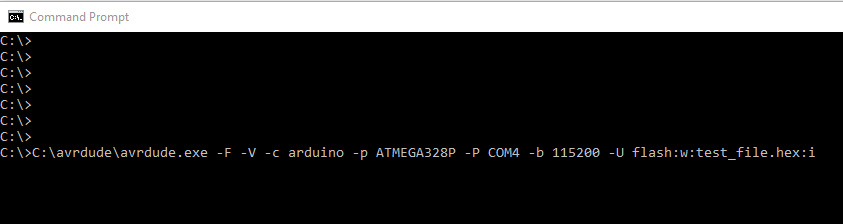 Command Prompt
C:\>
C:\>
C:\>
C:\>
C:\>
C:\>
C:\>
C:\>C:\avrdude\avrdude.exe -F -V -c arduino -p ATMEGA328P -P COM4 -b 115200 -U flash:w:test_file.hex:i